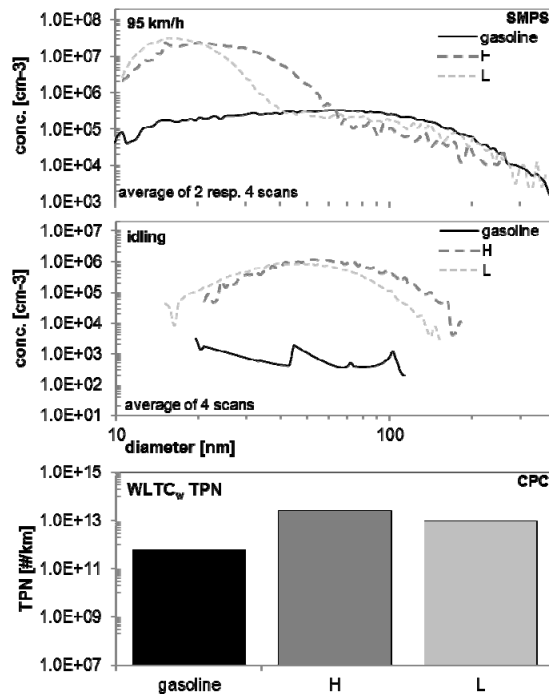 95 km/h
SMPS
gasoline
H
L
1.0E+08
1.0E+07
1.0E+06
1.0E+05
1.0E+04
1.0E+03
conc. [cm-3]
average of 2 resp. 4 scans
idling
gasoline
H
L
1.0E+07
1.0E+06
1.0E+05
1.0E+04
1.0E+03
1.0E+02
1.0E+01
conc. [cm-3]
average of 4 scans
10
100
diameter [nm]
WLTCw TPN
CPC
1.0E+15
1.0E+13
1.0E+11
1.0E+09
1.0E+07
TPN [#/km]
gasoline
H
L